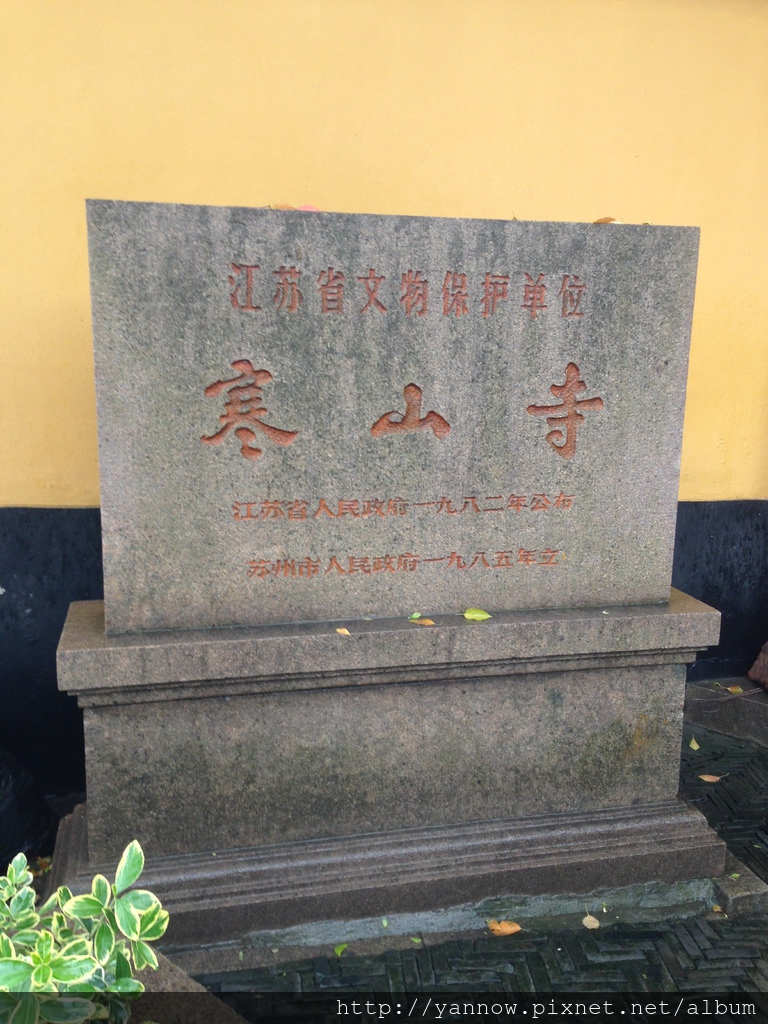 江苏省文物保护单位
寒山寺
江苏省人民政府一九八二年公布
苏州市人民政府一九八五年立
http://yannow.pixnet.net/album